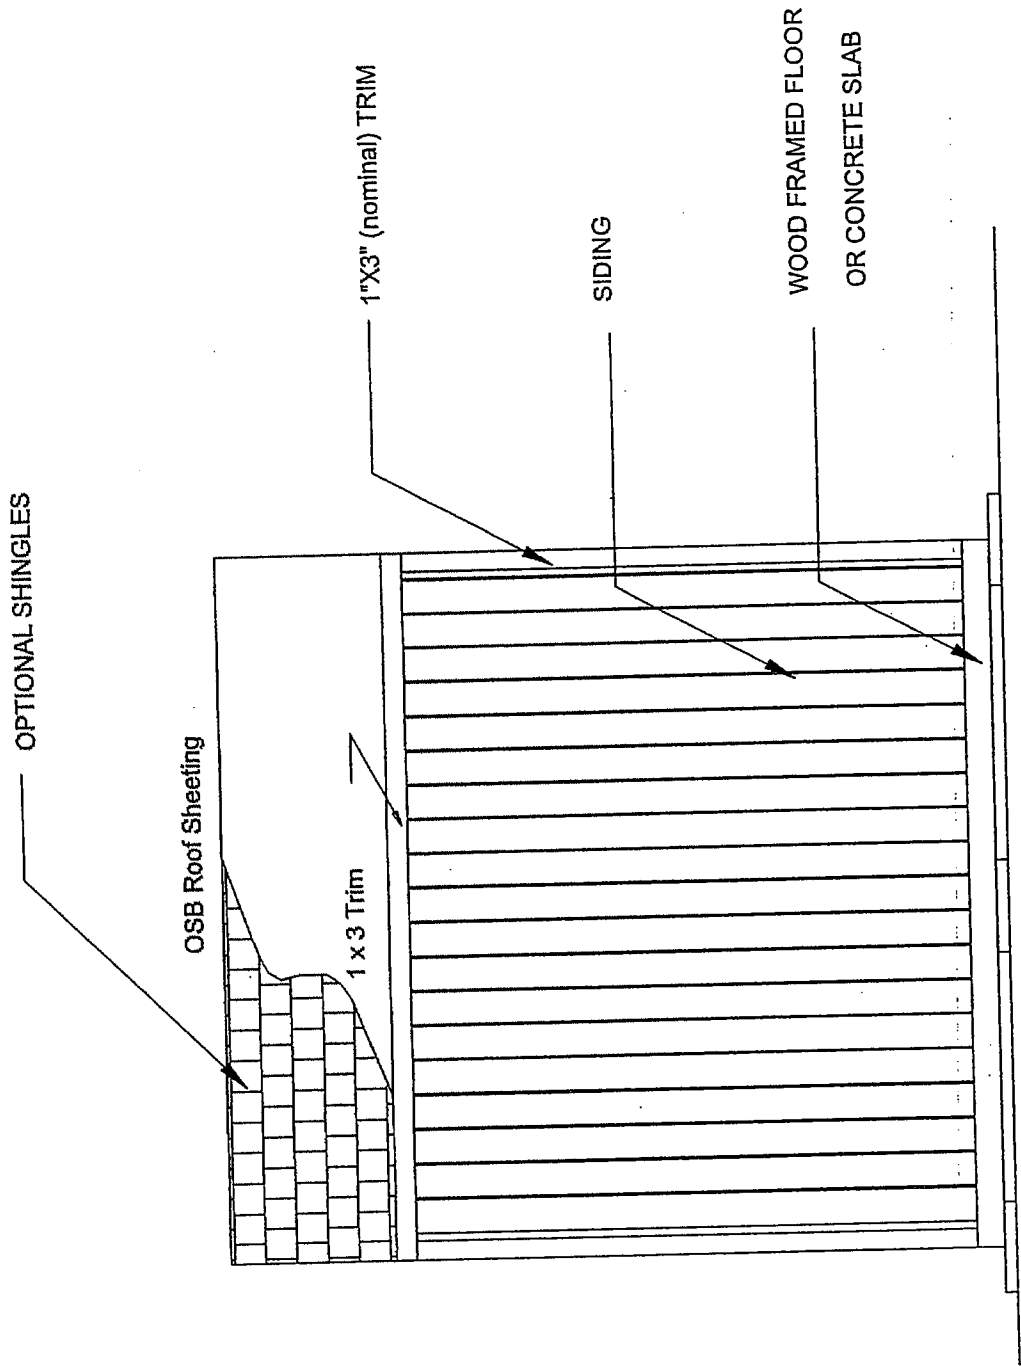 OPTIONAL SHINGLES
OSB Roof Sheeting
1 x 3 Trim
1"X3" (nominal) TRIM
SIDING
WOOD FRAMED FLOOR
OR CONCRETE SLAB